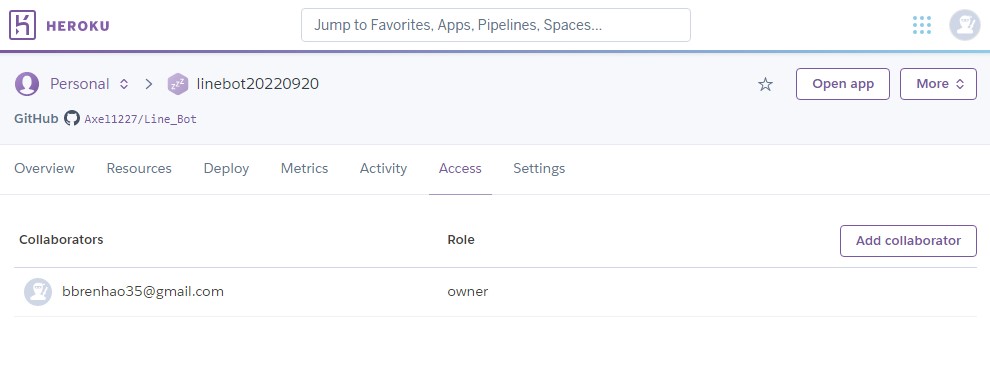 HEROKU
Jump to Favorites, Apps, Pipelines, Spaces...
Personal linebot20220920
Open app
More
GitHub Axel1227/Line_Bot
Overview Resources Deploy Metrics Activity Access Settings
Collaborators Role Add collaborator
bbrenhao35@gmail.com owner